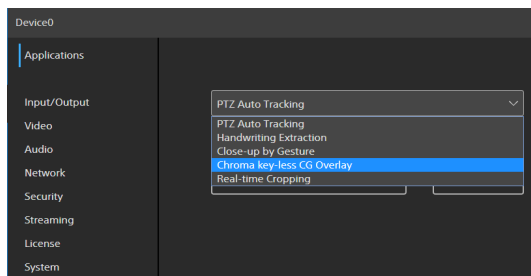 Device0
Applications
Input/Output
Video
Audio
Network
Security
Streaming
License
System
PTZ Auto Tracking
PTZ Auto Tracking
Handwriting Extraction
Close-up by Gesture
Chroma key-less CG Overlay
Real-time Cropping